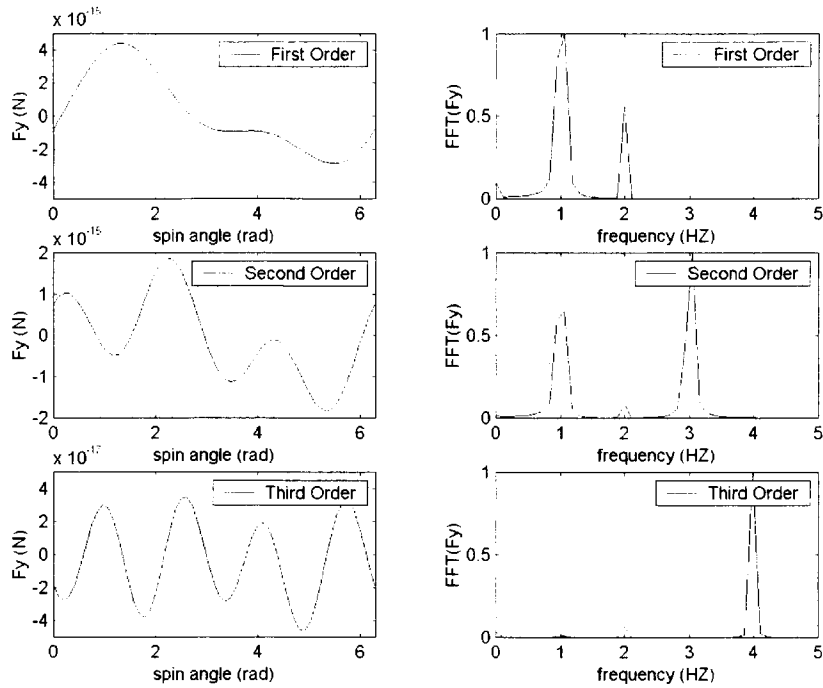 x 10^-15
4
2
0
-2
-4
Fy (N)
First Order
0 2 4 6
spin angle (rad)
1
0.5
0
FFT(Fy)
First Order
0 1 2 3 4 5
frequency (HZ)
x 10^-16
2
1
0
-1
-2
Fy (N)
Second Order
0 2 4 6
spin angle (rad)
1
0.5
0
FFT(Fy)
Second Order
0 1 2 3 4 5
frequency (HZ)
x 10^-17
4
2
0
-2
-4
Fy (N)
Third Order
0 2 4 6
spin angle (rad)
1
0.5
0
FFT(Fy)
Third Order
0 1 2 3 4 5
frequency (HZ)